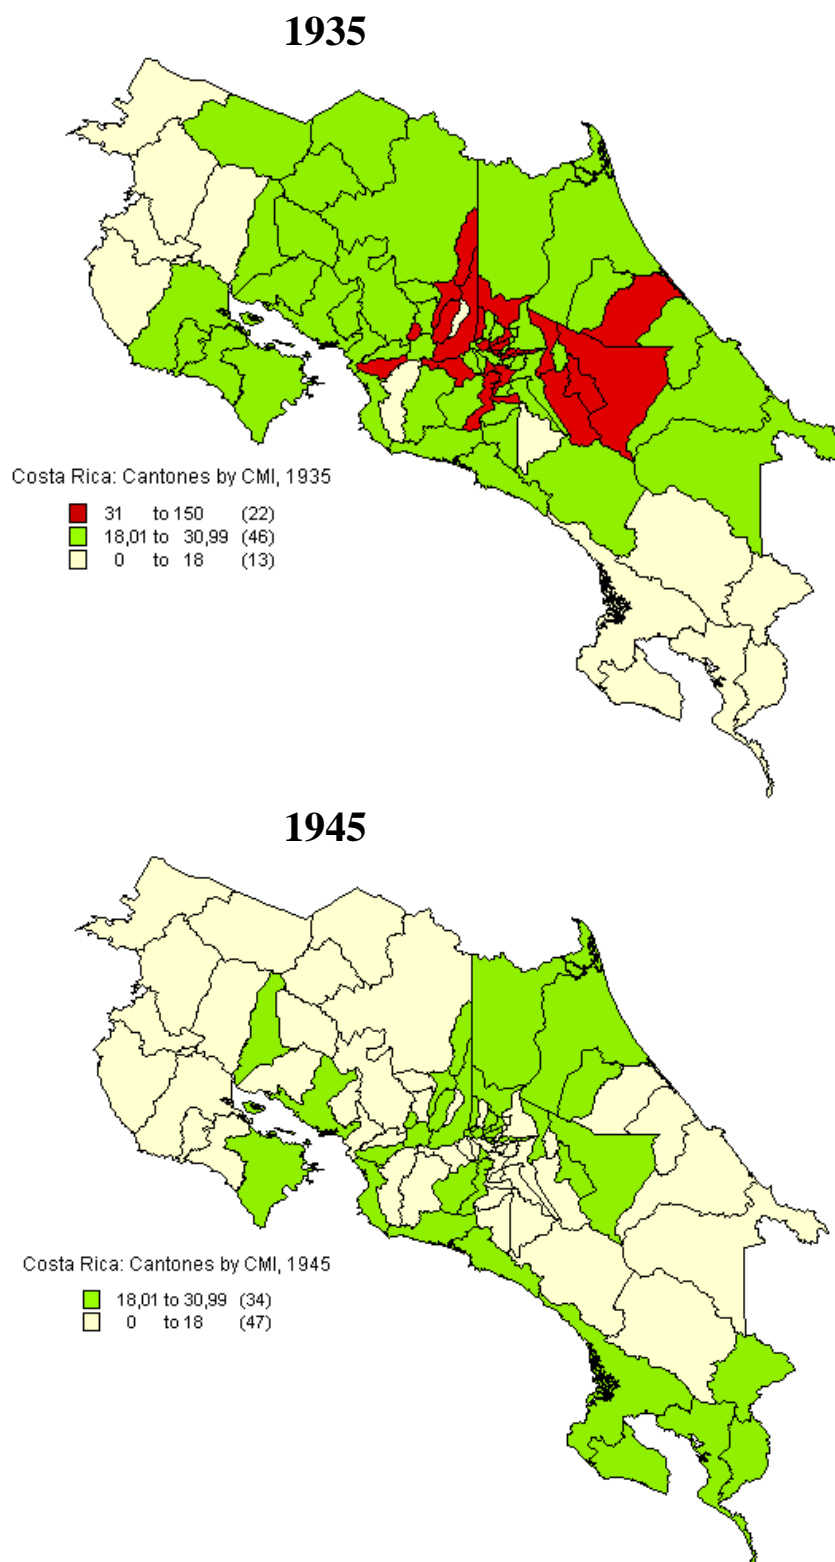 1935
Costa Rica: Cantones by CMI, 1935
31 to 150 (22)
18,01 to 30,99 (46)
0 to 18 (13)
1945
Costa Rica: Cantones by CMI, 1945
18,01 to 30,99 (34)
0 to 18 (47)